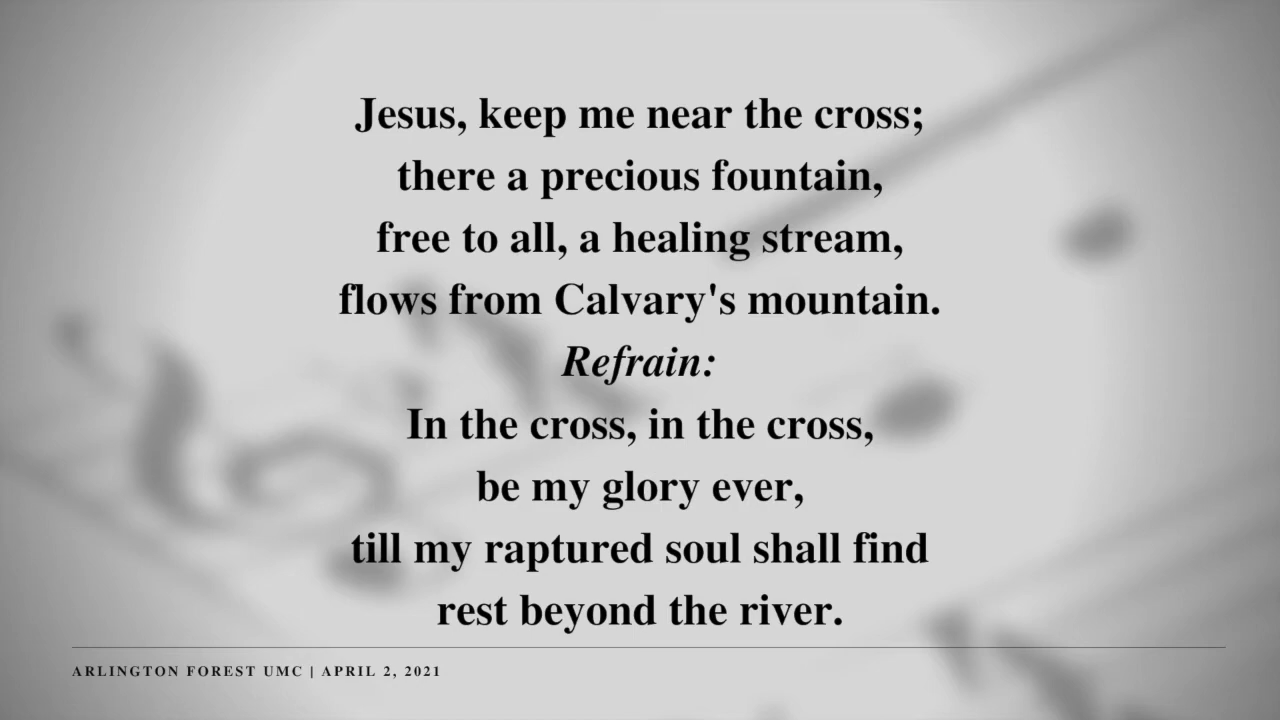 Jesus, keep me near the cross;
there a precious fountain,
free to all, a healing stream,
flows from Calvary's mountain.
Refrain:
In the cross, in the cross,
be my glory ever,
till my raptured soul shall find
rest beyond the river.
ARLINGTON FOREST UMC | APRIL 2, 2021